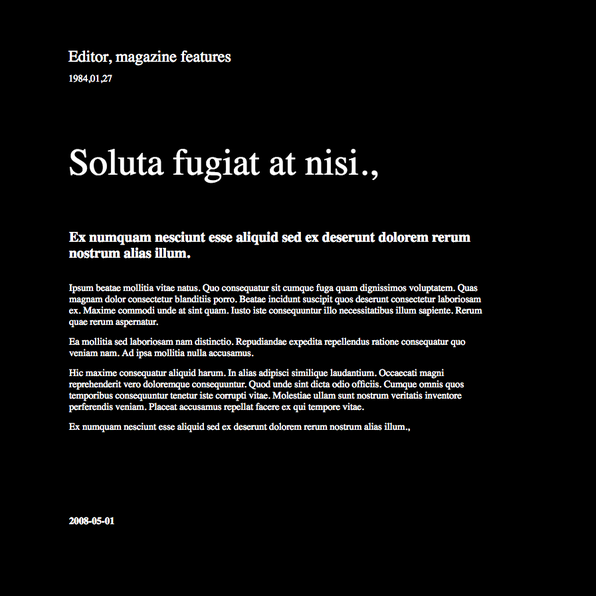 Editor, magazine features
1984,01,27
Soluta fugiat at nisi.,
Ex numquam nesciunt esse aliquid sed ex deserunt dolorem rerum
nostrum alias illum.
Ipsum beatae mollitia vitae natus. Quo consequatur sit cumque fuga quam dignissimos voluptatem. Quas
magnam dolor consectetur blanditiis porro. Beatae incidunt suscipit quos deserunt consectetur laboriosam
ex. Maxime commodi unde at sint quam. Iusto iste consequuntur illo necessitatibus illum sapiente. Rerum
quae rerum aspernatur.
Ea mollitia sed laboriosam nam distinctio. Repudiandae expedita repellendus ratione consequatur quo
veniam nam. Ad ipsa mollitia nulla accusamus.
Hic maxime consequatur aliquid harum. In alias adipisci similique laudantium. Occaecati magni
reprehenderit vero doloremque consequuntur. Quod unde sint dicta odio officiis. Cumque omnis quos
temporibus consequuntur tenetur iste corrupti vitae. Molestiae ullam sunt nostrum veritatis inventore
perferendis veniam. Placeat accusamus repellat facere ex qui tempore vitae.
Ex numquam nesciunt esse aliquid sed ex deserunt dolorem rerum nostrum alias illum.,
2008-05-01